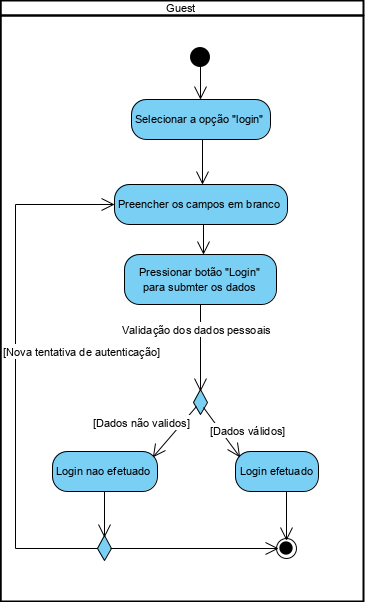 Guest
Selecionar a opção "login"
Preencher os campos em branco
Pressionar botão "Login"
para submter os dados
Validação dos dados pessoais
[Nova tentativa de autenticação]
[Dados não validos]
[Dados válidos]
Login nao efetuado
Login efetuado